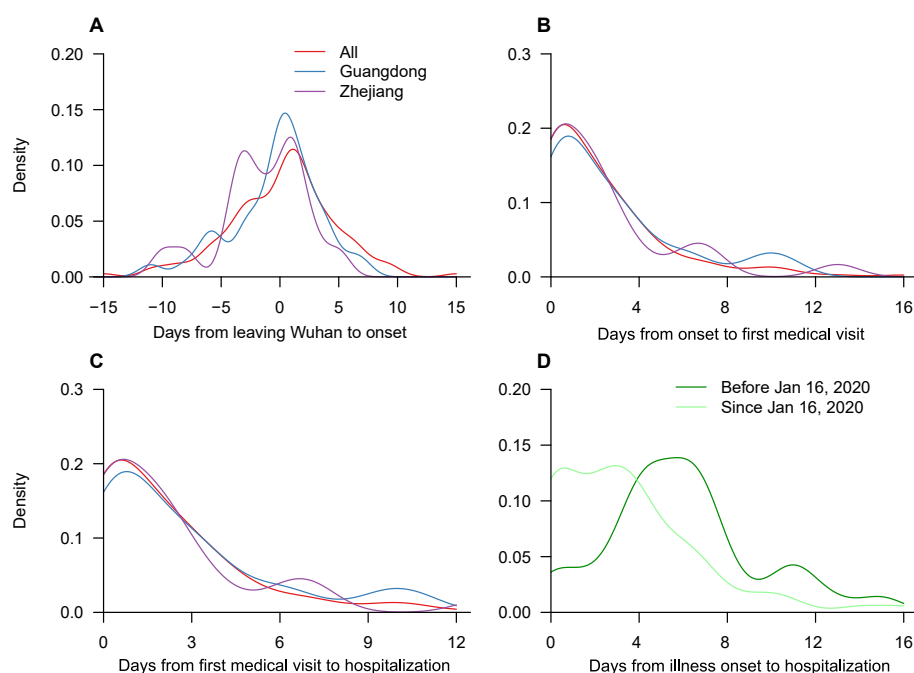 A
0.20
0.15
0.10
0.05
0.00
Density
−15
−10
−5
0
5
10
15
Days from leaving Wuhan to onset
All
Guangdong
Zhejiang
B
0.3
0.2
0.1
0.0
0
4
8
12
16
Days from onset to first medical visit
C
0.3
0.2
0.1
0.0
Density
0
3
6
9
12
Days from first medical visit to hospitalization
D
0.20
0.15
0.10
0.05
0.00
0
4
8
12
16
Days from illness onset to hospitalization
Before Jan 16, 2020
Since Jan 16, 2020